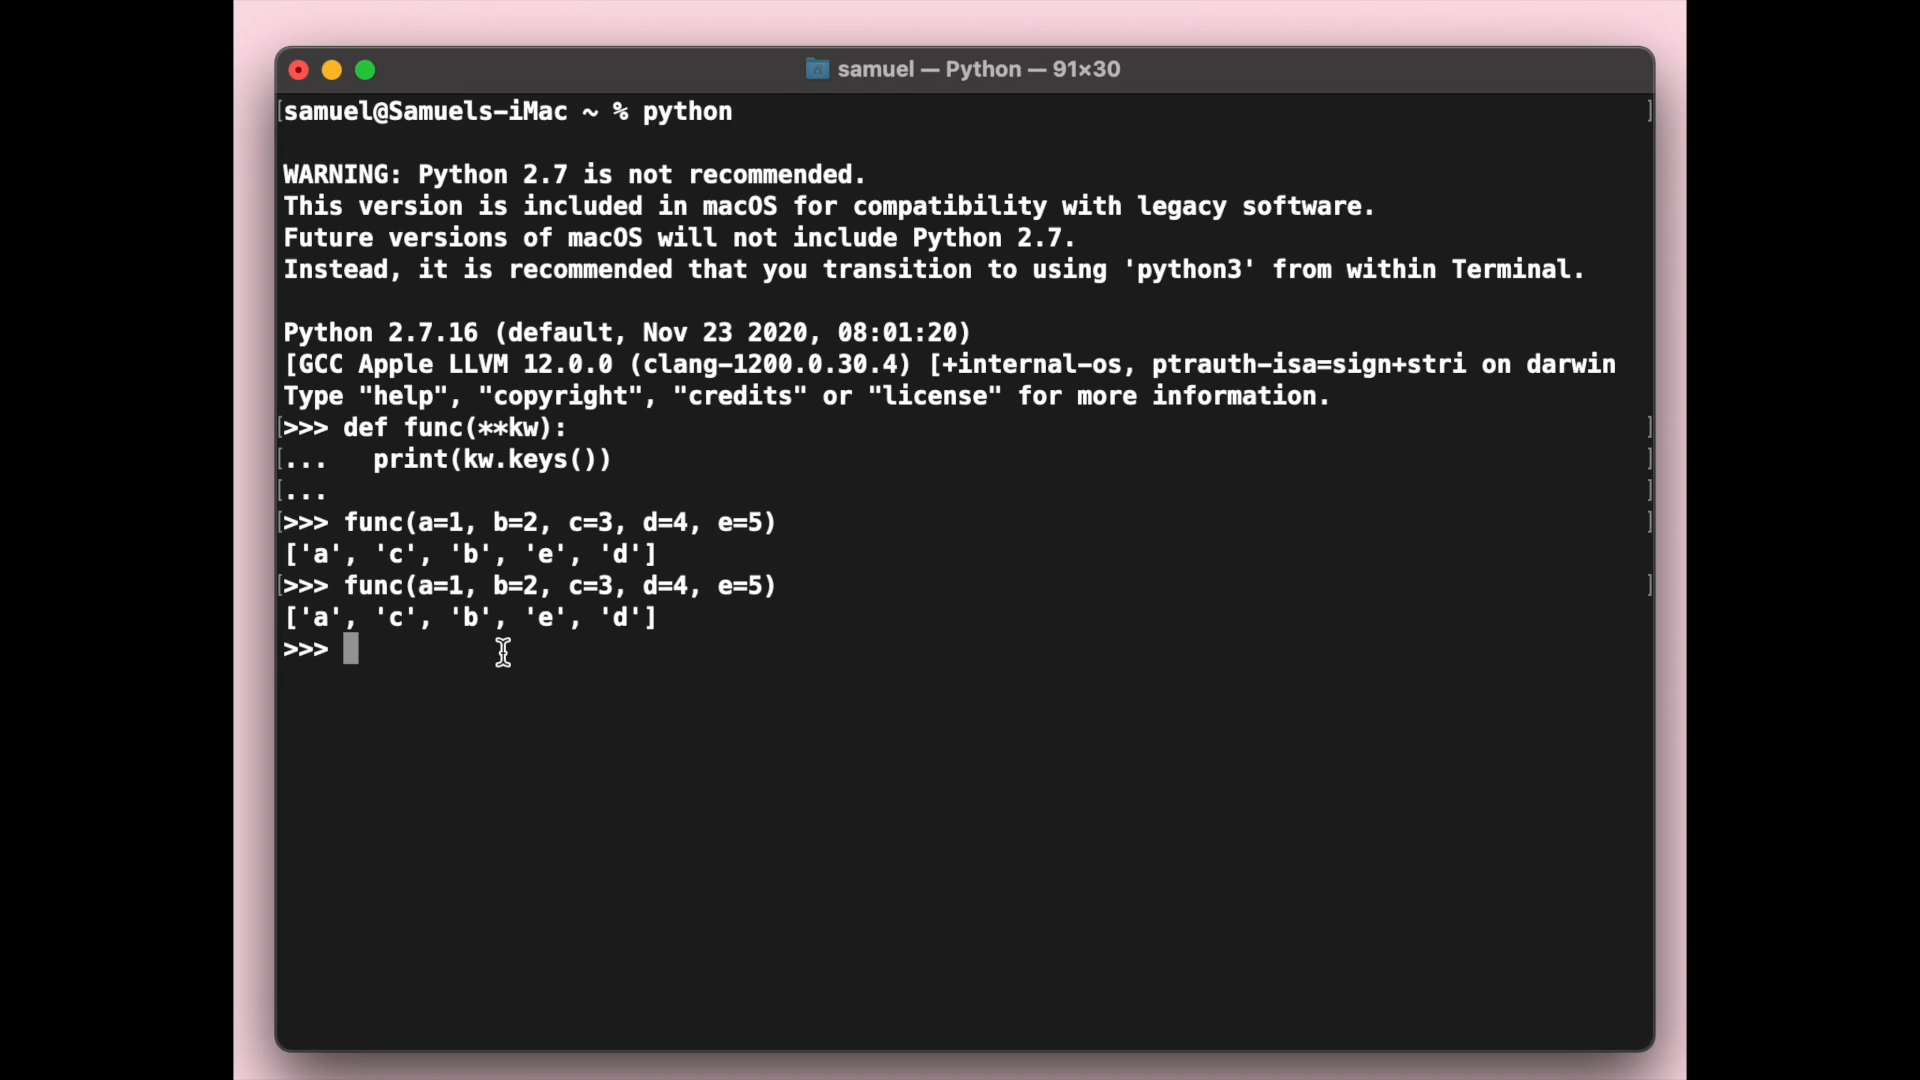 samuel — Python — 91×30
[samuel@Samuels-iMac ~ % python ]
WARNING: Python 2.7 is not recommended.
This version is included in macOS for compatibility with legacy software.
Future versions of macOS will not include Python 2.7.
Instead, it is recommended that you transition to using 'python3' from within Terminal.
Python 2.7.16 (default, Nov 23 2020, 08:01:20)
[GCC Apple LLVM 12.0.0 (clang-1200.0.30.4) [+internal-os, ptrauth-isa=sign+stri on darwin
Type "help", "copyright", "credits" or "license" for more information.
[>>> def func(**kw): ]
[...   print(kw.keys()) ]
[... ]
[>>> func(a=1, b=2, c=3, d=4, e=5) ]
['a', 'c', 'b', 'e', 'd']
[>>> func(a=1, b=2, c=3, d=4, e=5) ]
['a', 'c', 'b', 'e', 'd']
>>>